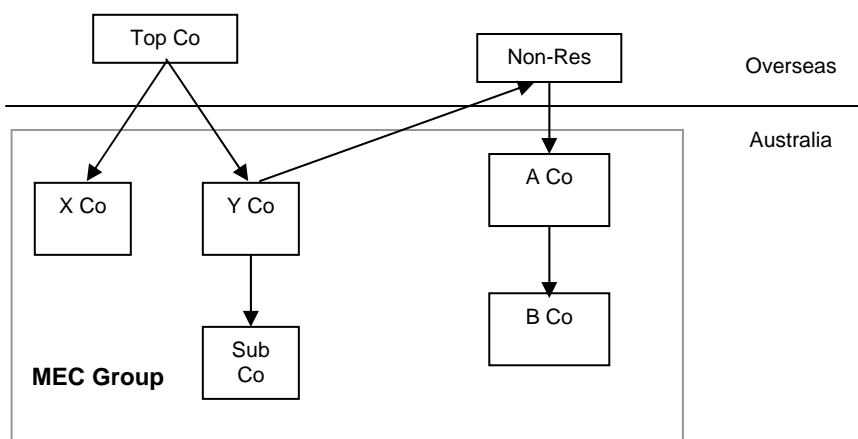 Top Co
Non-Res
Overseas
Australia
X Co
Y Co
A Co
Sub
Co
B Co
MEC Group